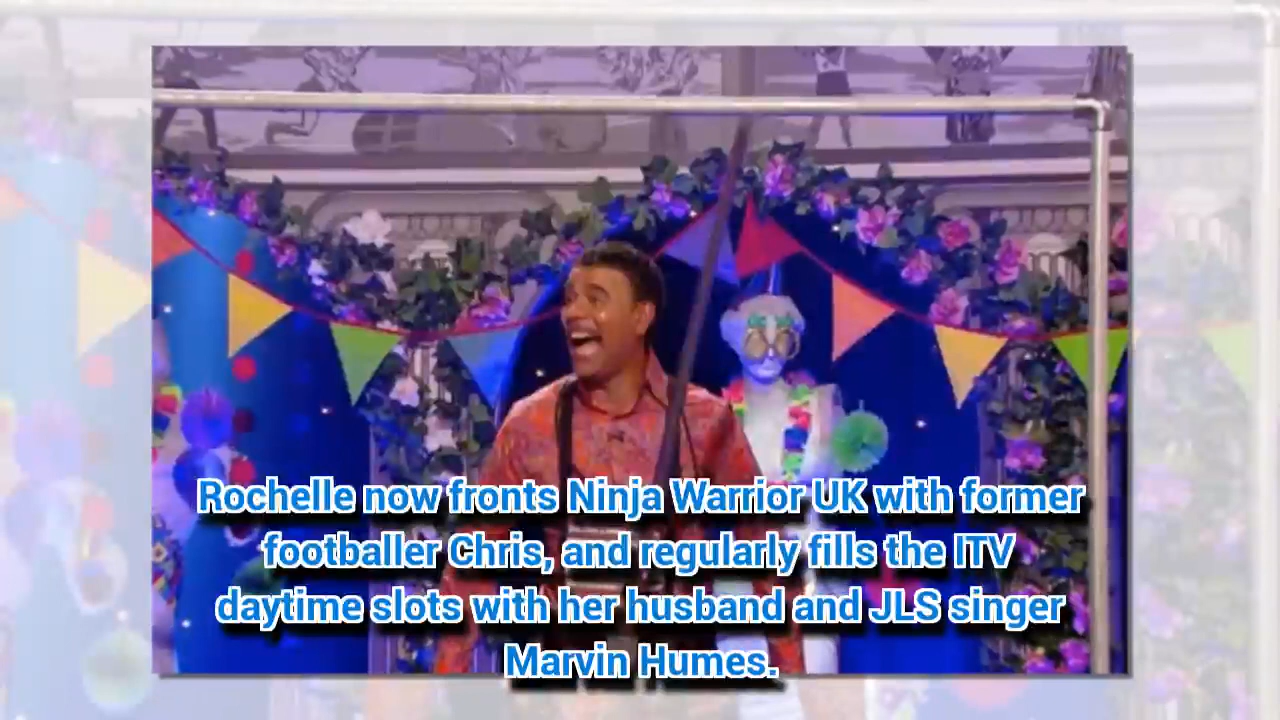 Rochelle now fronts Ninja Warrior UK with former
footballer Chris, and regularly fills the ITV
daytime slots with her husband and JLS singer
Marvin Humes.